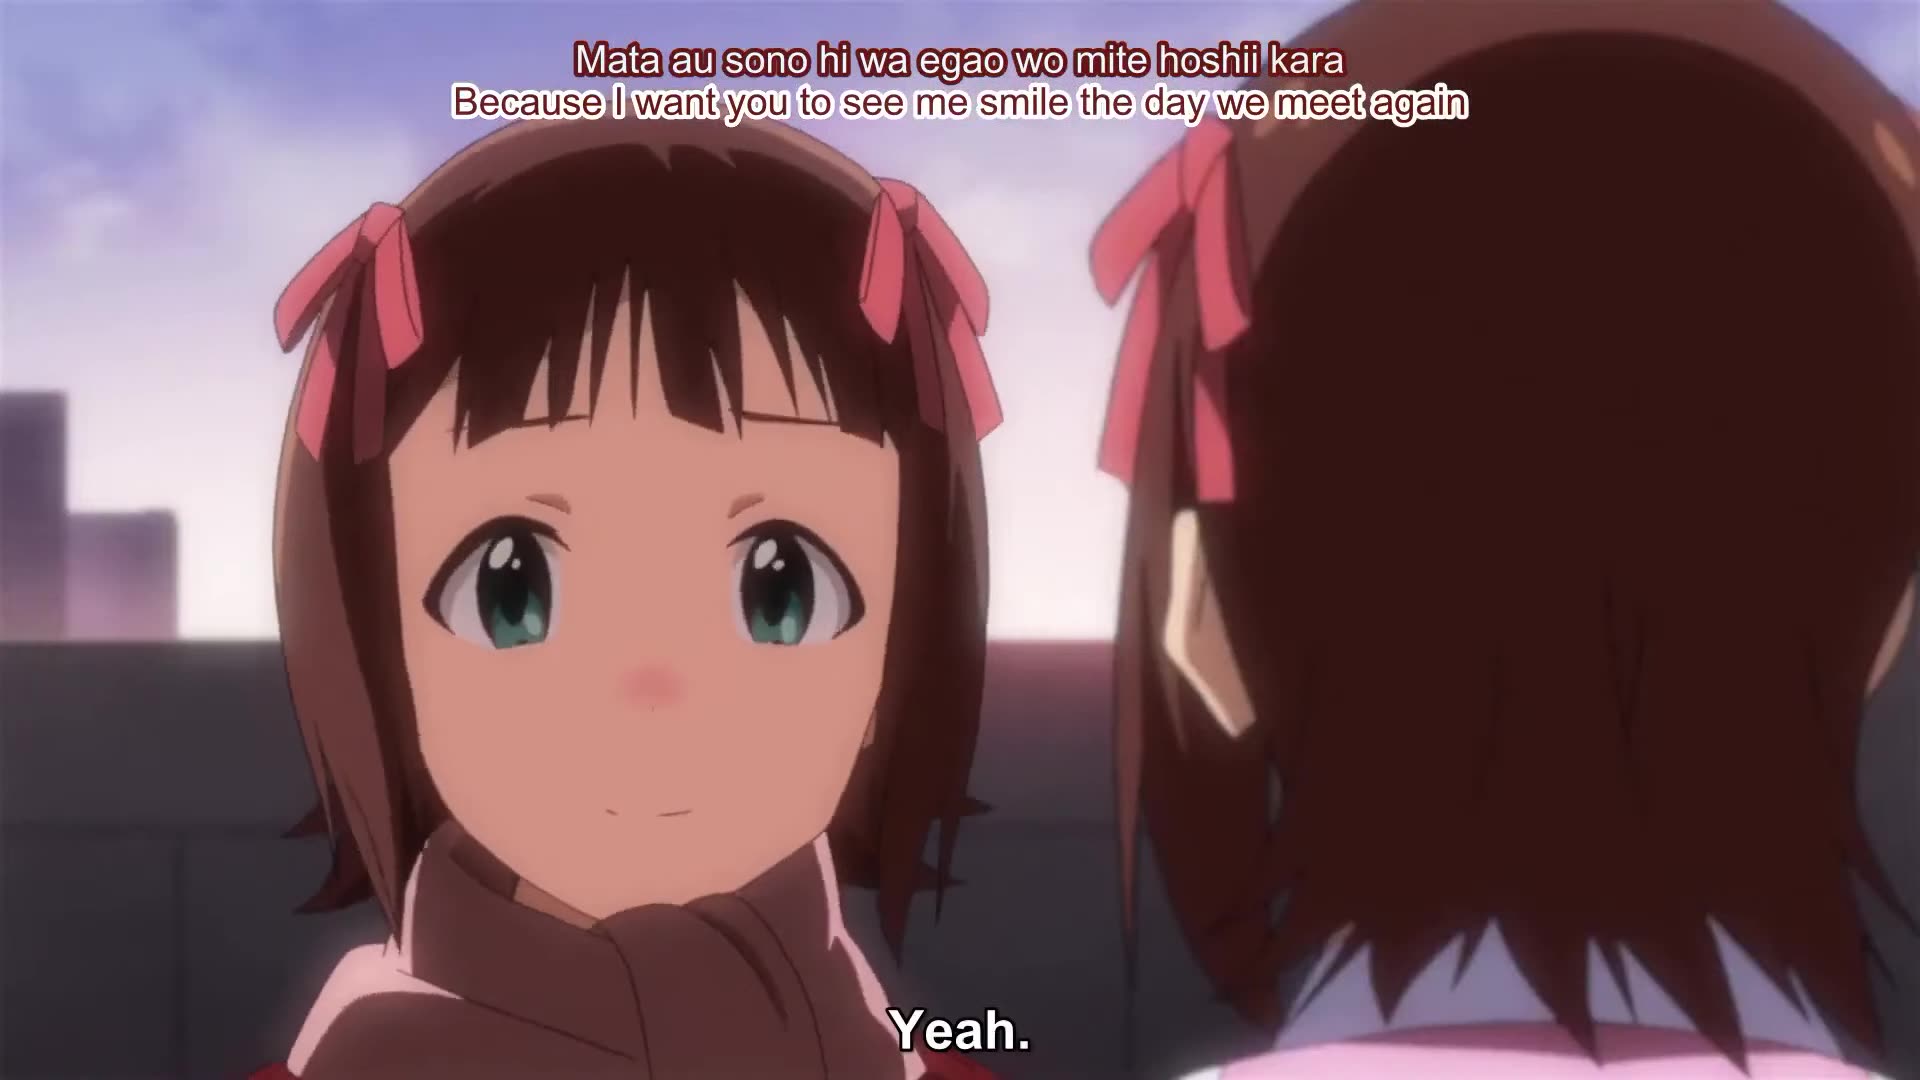 Mata au sono hi wa egao wo mite hoshii kara
Because I want you to see me smile the day we meet again
Yeah.